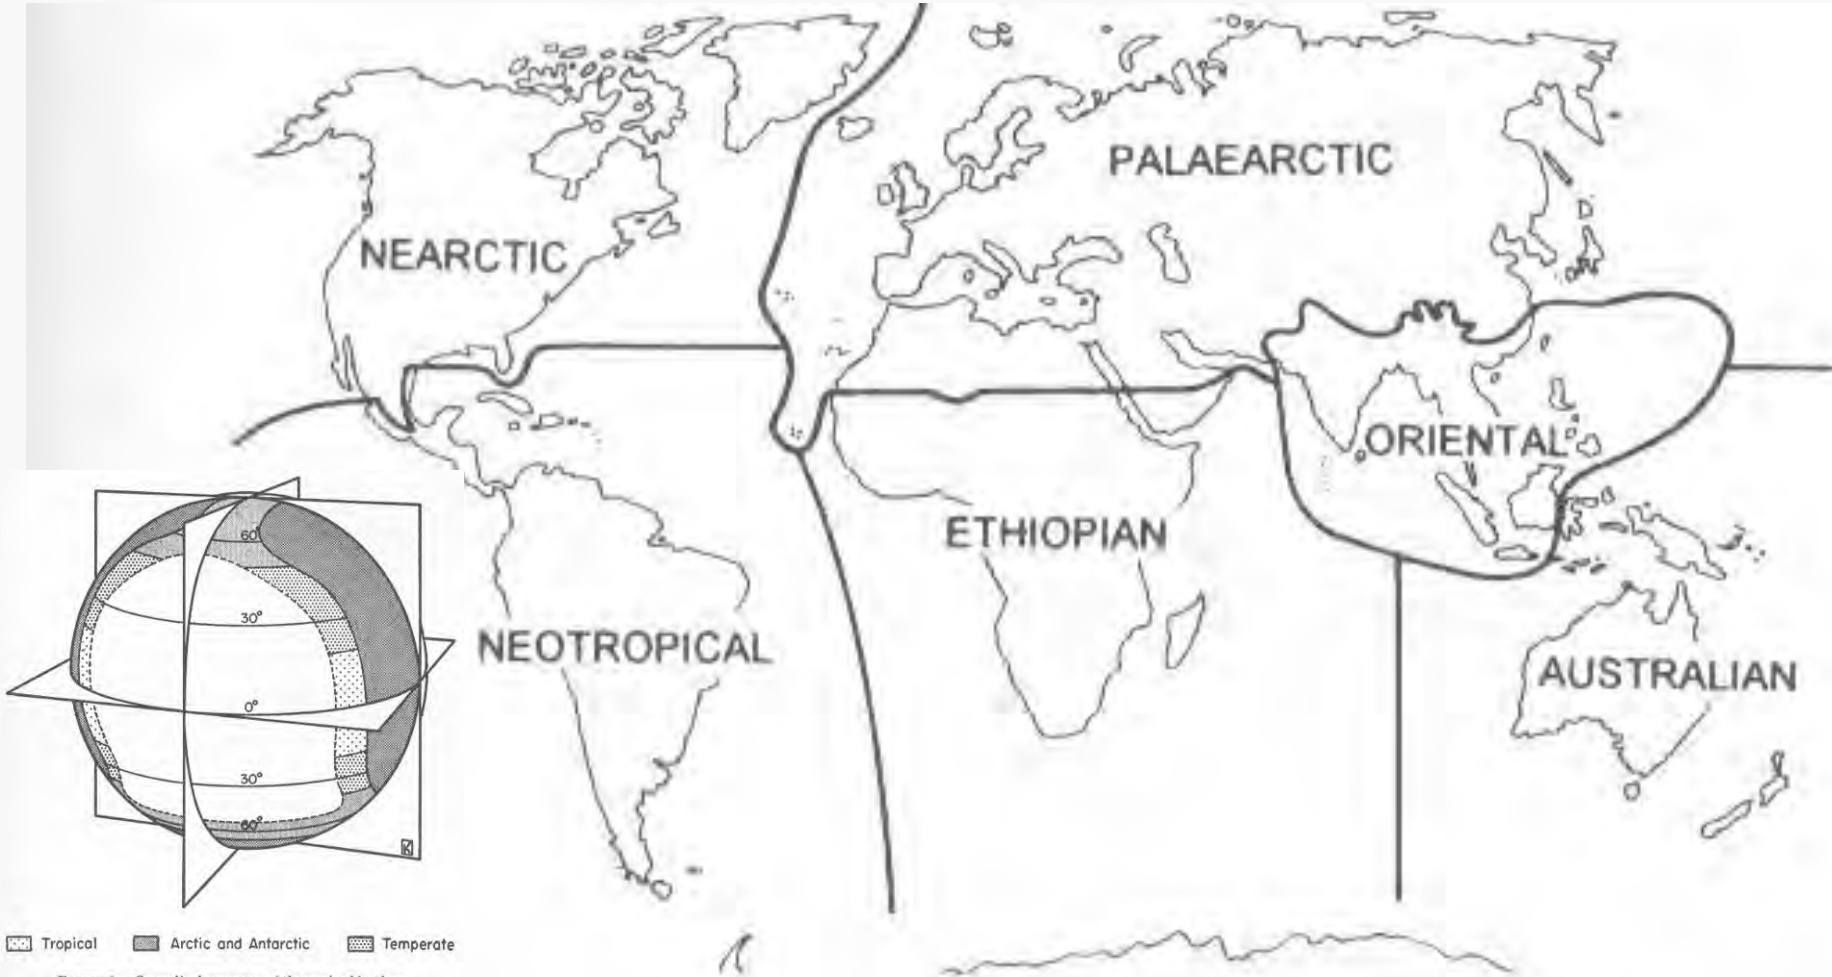 PALAEARCTIC
NEARCTIC
ORIENTAL
ETHIOPIAN
NEOTROPICAL
AUSTRALIAN
60°
30°
0°
30°
60°
K
Tropical
Arctic and Antarctic
Temperate